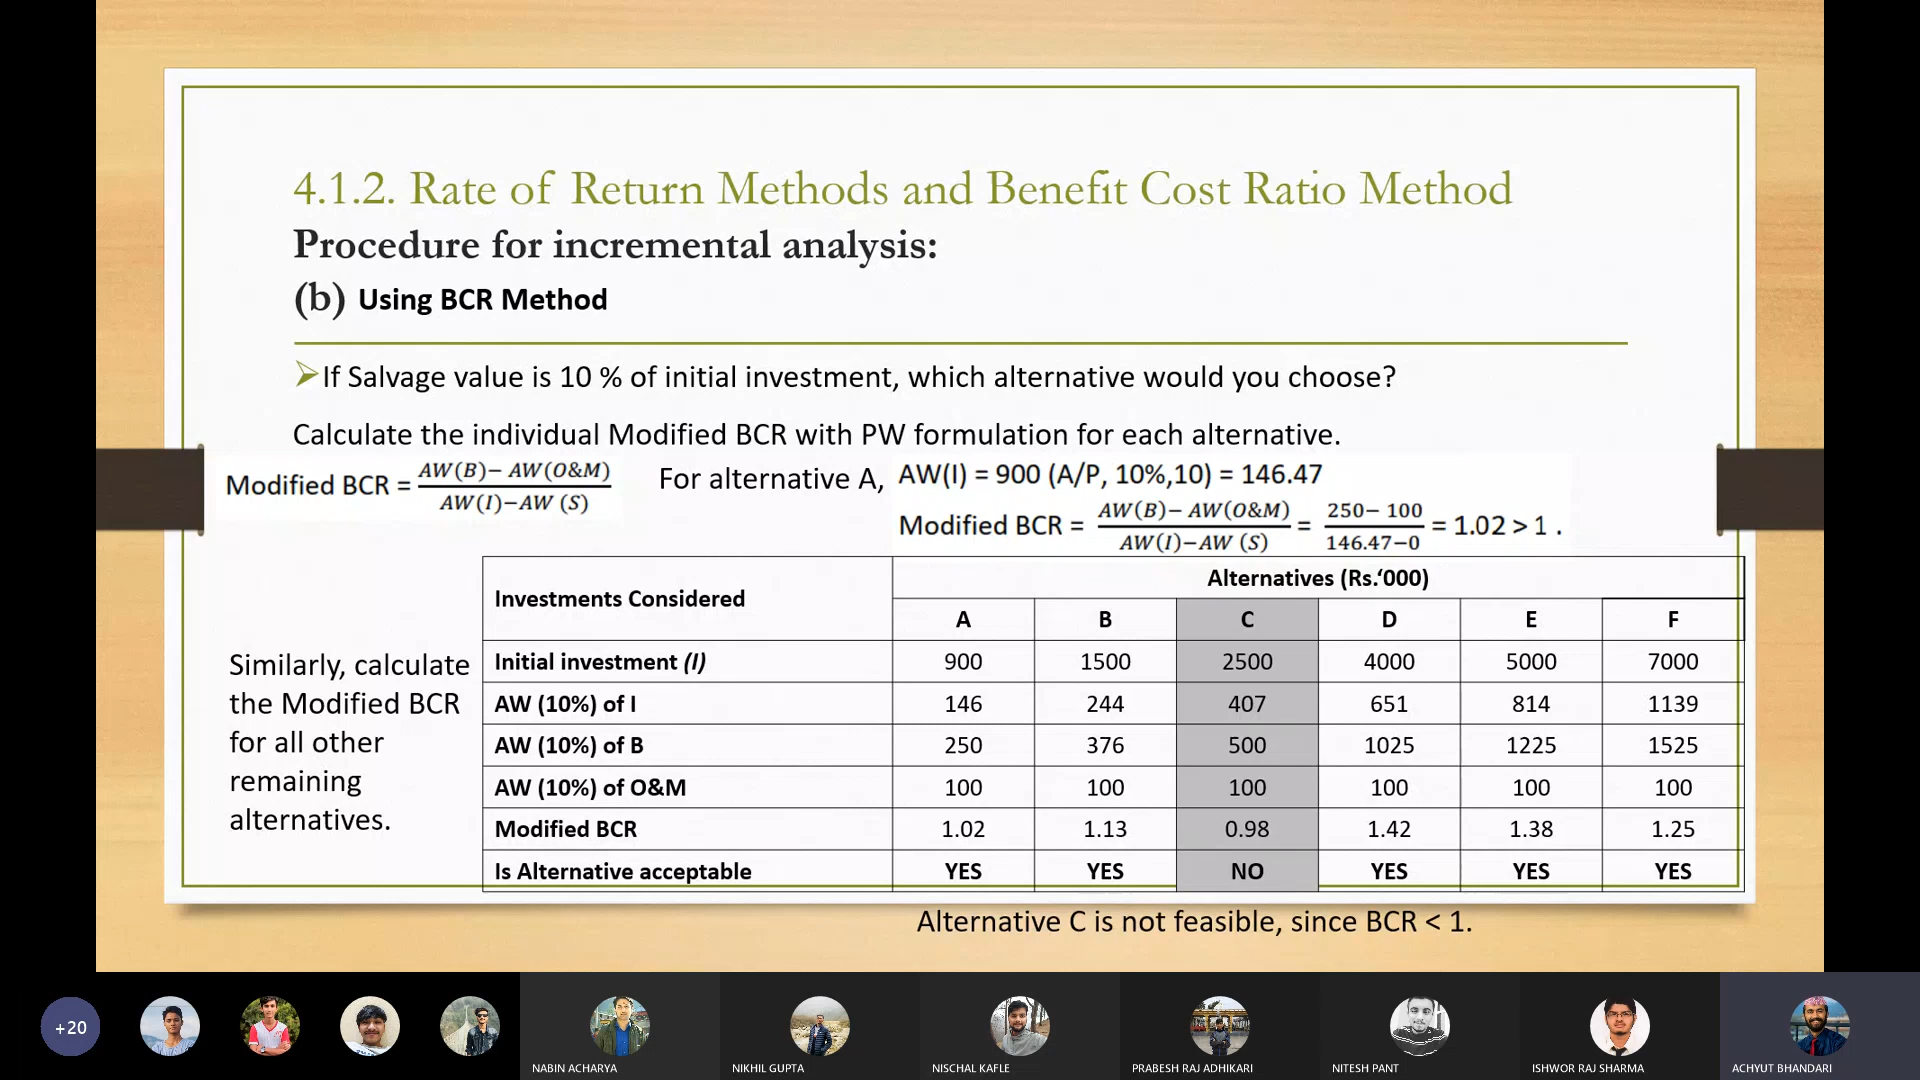 4.1.2. Rate of Return Methods and Benefit Cost Ratio Method
Procedure for incremental analysis:
(b) Using BCR Method
➢If Salvage value is 10 % of initial investment, which alternative would you choose?
Calculate the individual Modified BCR with PW formulation for each alternative.
Modified BCR = AW(B)− AW(O&M) / AW(I)−AW (S)
For alternative A, AW(I) = 900 (A/P, 10%,10) = 146.47
Modified BCR = AW(B)− AW(O&M) / AW(I)−AW (S) = 250− 100 / 146.47−0 = 1.02 > 1 .
Similarly, calculate
the Modified BCR
for all other
remaining
alternatives.
Investments Considered Alternatives (Rs.‘000)
A B C D E F
Initial investment (I) 900 1500 2500 4000 5000 7000
AW (10%) of I 146 244 407 651 814 1139
AW (10%) of B 250 376 500 1025 1225 1525
AW (10%) of O&M 100 100 100 100 100 100
Modified BCR 1.02 1.13 0.98 1.42 1.38 1.25
Is Alternative acceptable YES YES NO YES YES YES
Alternative C is not feasible, since BCR < 1.
+20
NABIN ACHARYA
NIKHIL GUPTA
NISCHAL KAFLE
PRABESH RAJ ADHIKARI
NITESH PANT
ISHWOR RAJ SHARMA
ACHYUT BHANDARI